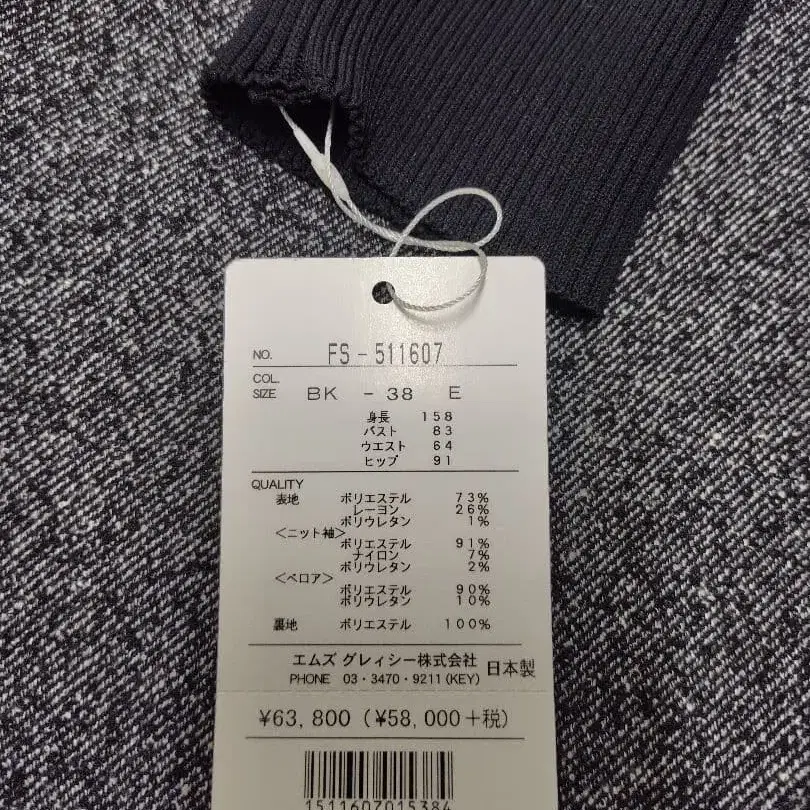 NO. FS-511607
COL.
SIZE BK - 38 E
身長 158
バスト 83
ウエスト 64
ヒップ 91
QUALITY
表地 ポリエステル 73%
レーヨン 26%
ポリウレタン 1%
<ニット袖>
ポリエステル 91%
ナイロン 7%
ポリウレタン 2%
<ベロア>
ポリエステル 90%
ポリウレタン 10%
裏地 ポリエステル 100%
エムズ グレィシー株式会社 日本製
PHONE 03・3470・9211(KEY)
¥63,800(¥58,000+税)
1511607015384